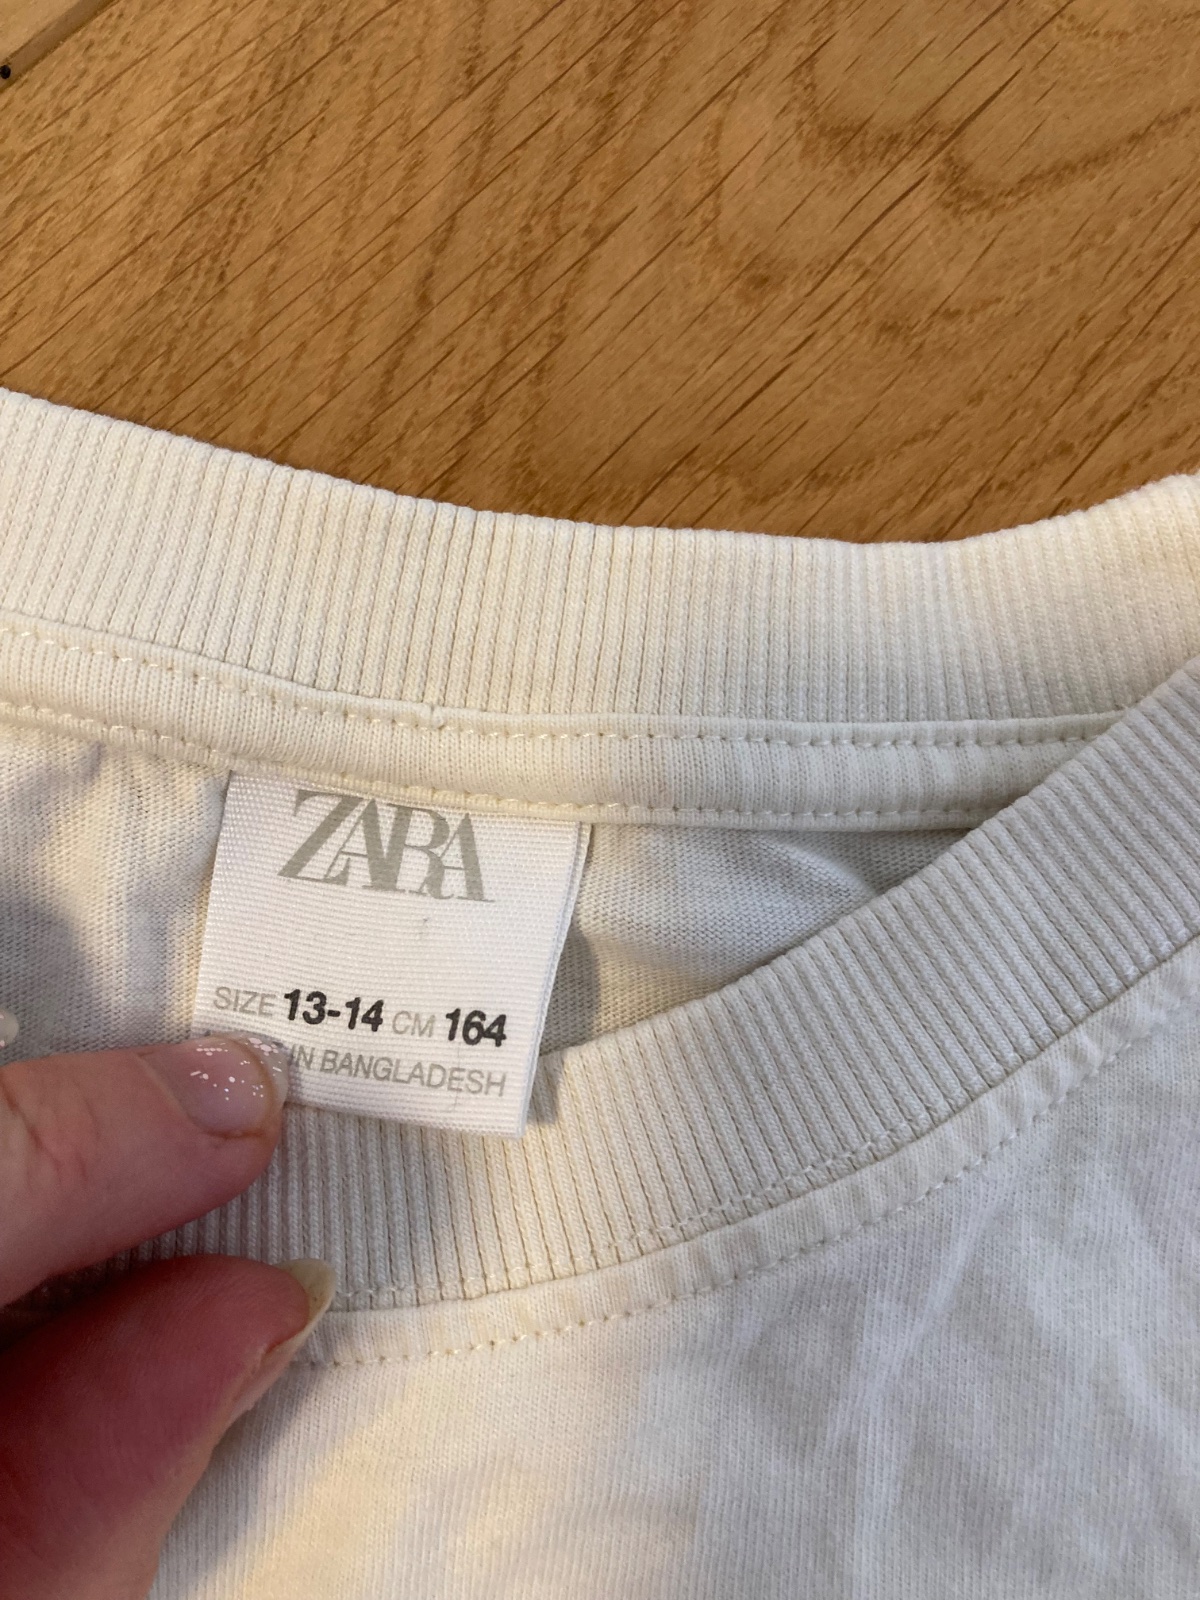 ZARA
SIZE 13-14 CM 164
IN BANGLADESH